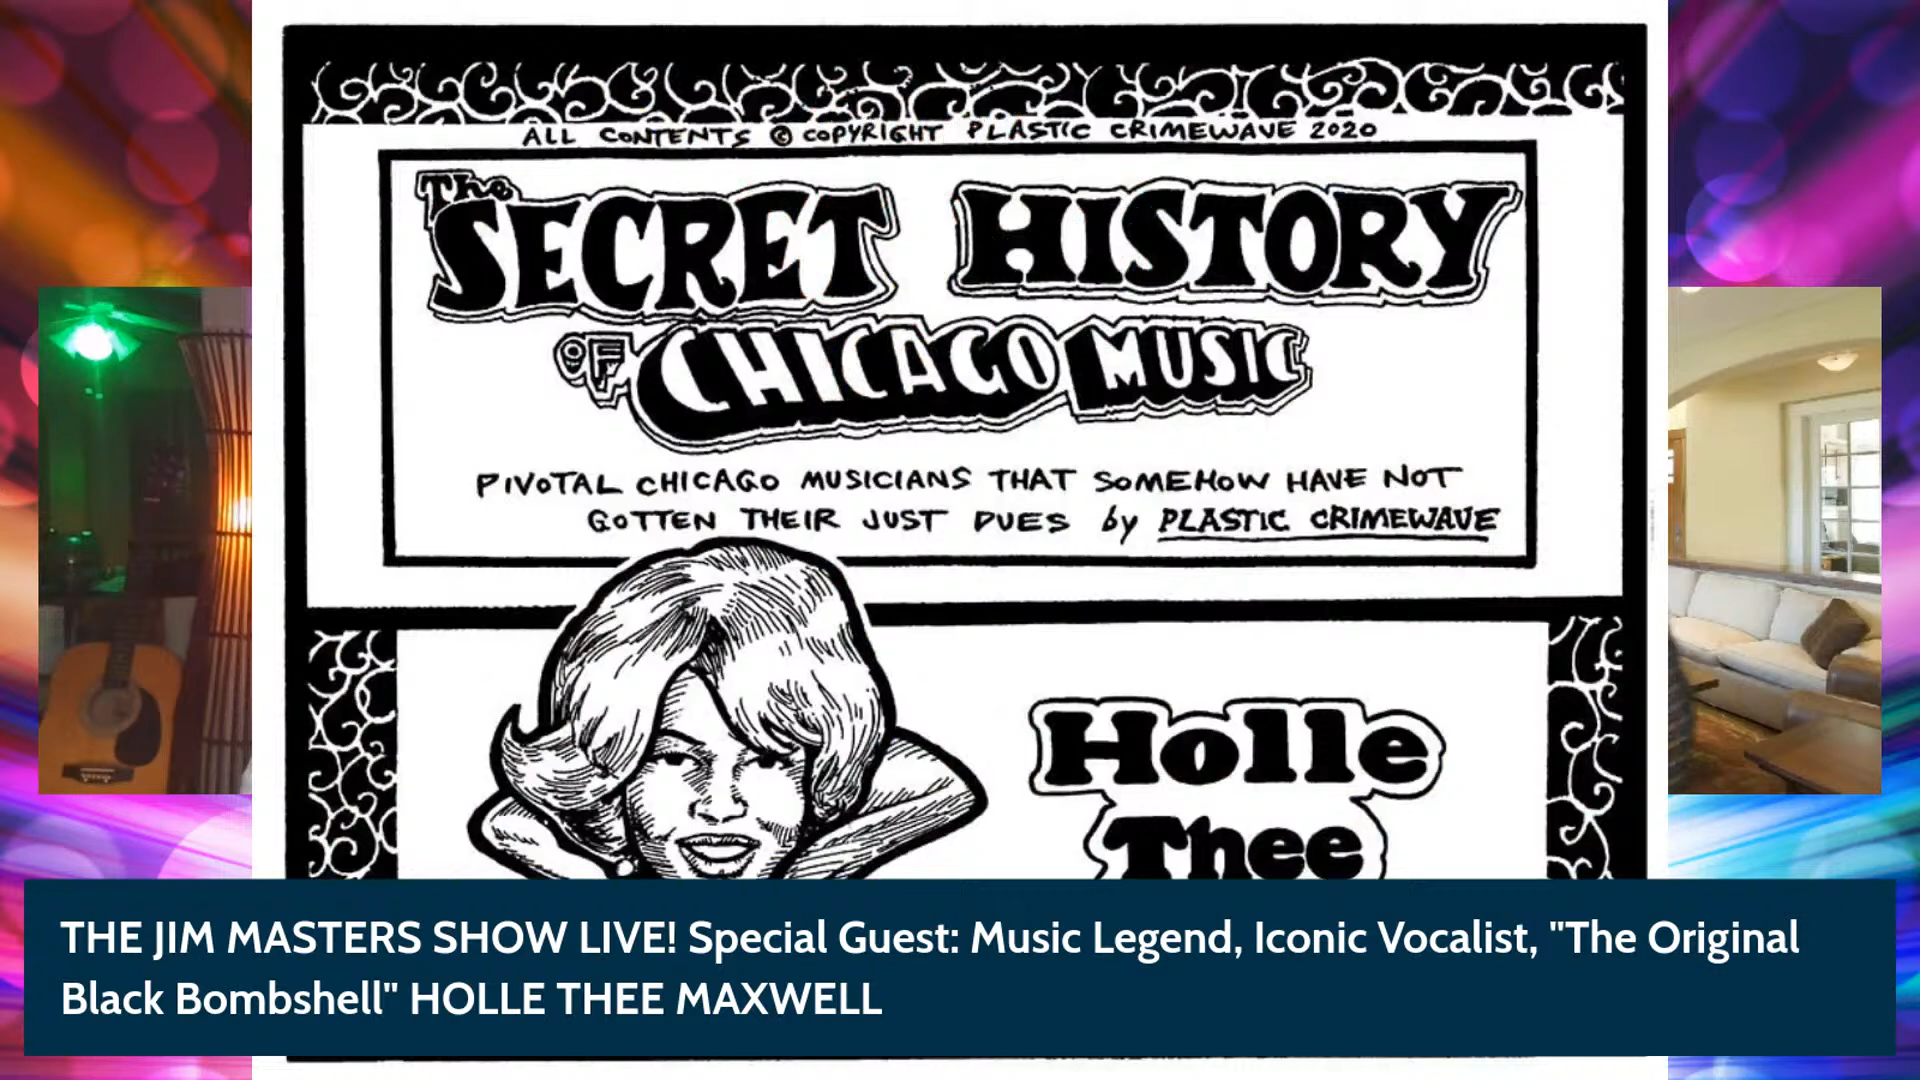 ALL CONTENTS © COPYRIGHT PLASTIC CRIMEWAVE 2020
The
SECRET HISTORY
OF CHICAGO MUSIC
PIVOTAL CHICAGO MUSICIANS THAT SOMEHOW HAVE NOT
GOTTEN THEIR JUST DUES by PLASTIC CRIMEWAVE
Holle
Thee
THE JIM MASTERS SHOW LIVE! Special Guest: Music Legend, Iconic Vocalist, "The Original
Black Bombshell" HOLLE THEE MAXWELL